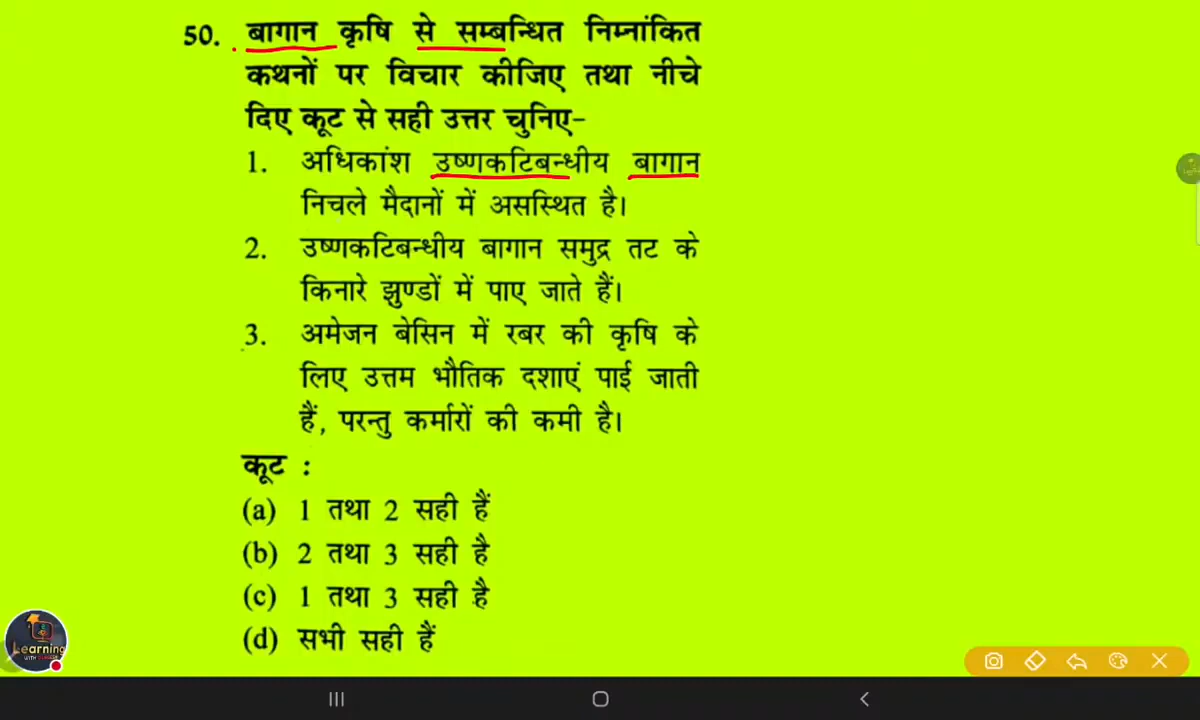 50. बागान कृषि से सम्बन्धित निम्नांकित
कथनों पर विचार कीजिए तथा नीचे
दिए कूट से सही उत्तर चुनिए-
1. अधिकांश उष्णकटिबन्धीय बागान
निचले मैदानों में असस्थित है।
2. उष्णकटिबन्धीय बागान समुद्र तट के
किनारे झुण्डों में पाए जाते हैं।
3. अमेजन बेसिन में रबर की कृषि के
लिए उत्तम भौतिक दशाएं पाई जाती
हैं, परन्तु कर्मारों की कमी है।
कूट :
(a) 1 तथा 2 सही हैं
(b) 2 तथा 3 सही है
(c) 1 तथा 3 सही है
(d) सभी सही हैं
Learning